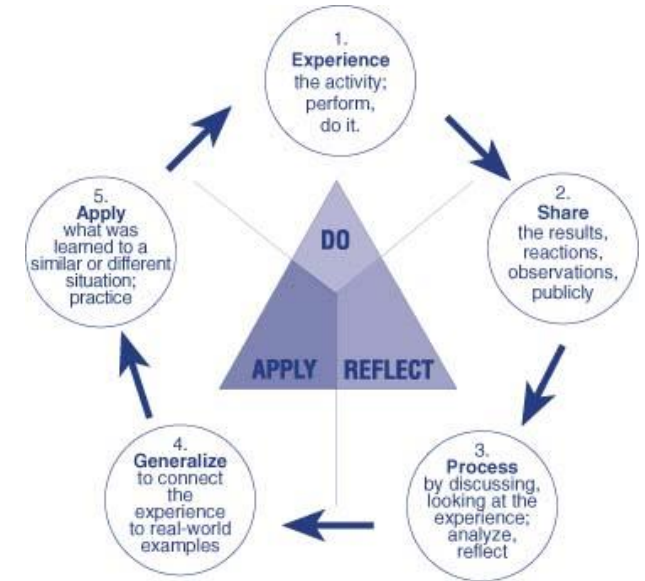 1.
Experience
the activity;
perform,
do it.
2.
Share
the results,
reactions,
observations,
publicly
3.
Process
by discussing,
looking at the
experience;
analyze,
reflect
4.
Generalize
to connect
the
experience
to real-world
examples
5.
Apply
what was
learned to a
similar or different
situation;
practice
DO
APPLY REFLECT